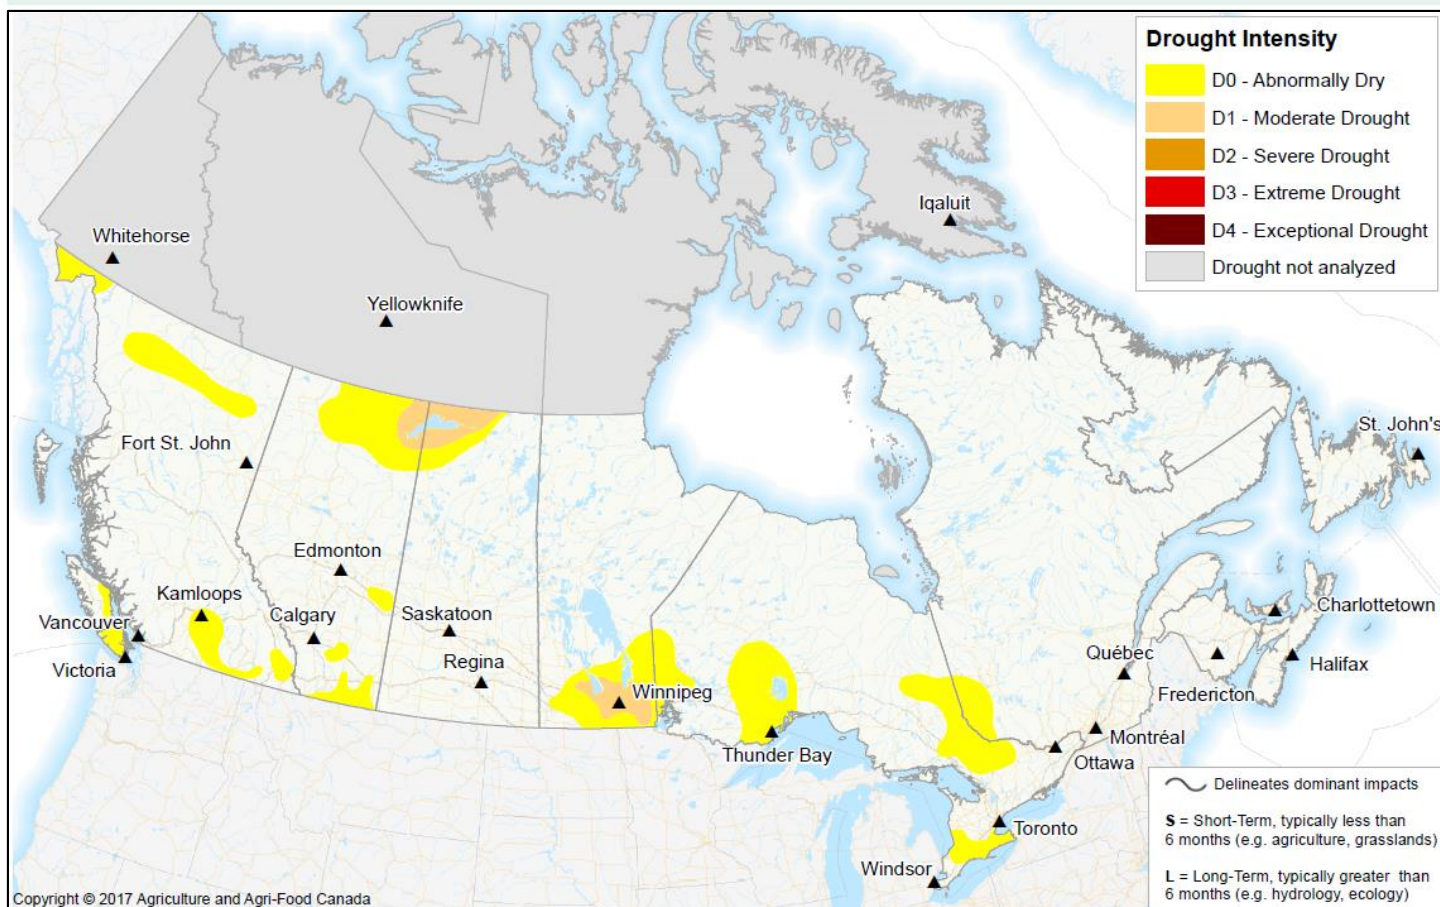 Drought Intensity
D0 - Abnormally Dry
D1 - Moderate Drought
D2 - Severe Drought
D3 - Extreme Drought
D4 - Exceptional Drought
Drought not analyzed
Iqaluit
Whitehorse
Yellowknife
St. John's
Fort St. John
Edmonton
Kamloops
Calgary
Saskatoon
Charlottetown
Vancouver
Victoria
Regina
Québec
Halifax
Winnipeg
Fredericton
Thunder Bay
Montréal
Ottawa
Toronto
Windsor
Delineates dominant impacts
S = Short-Term, typically less than
6 months (e.g. agriculture, grasslands)
L = Long-Term, typically greater than
6 months (e.g. hydrology, ecology)
Copyright © 2017 Agriculture and Agri-Food Canada